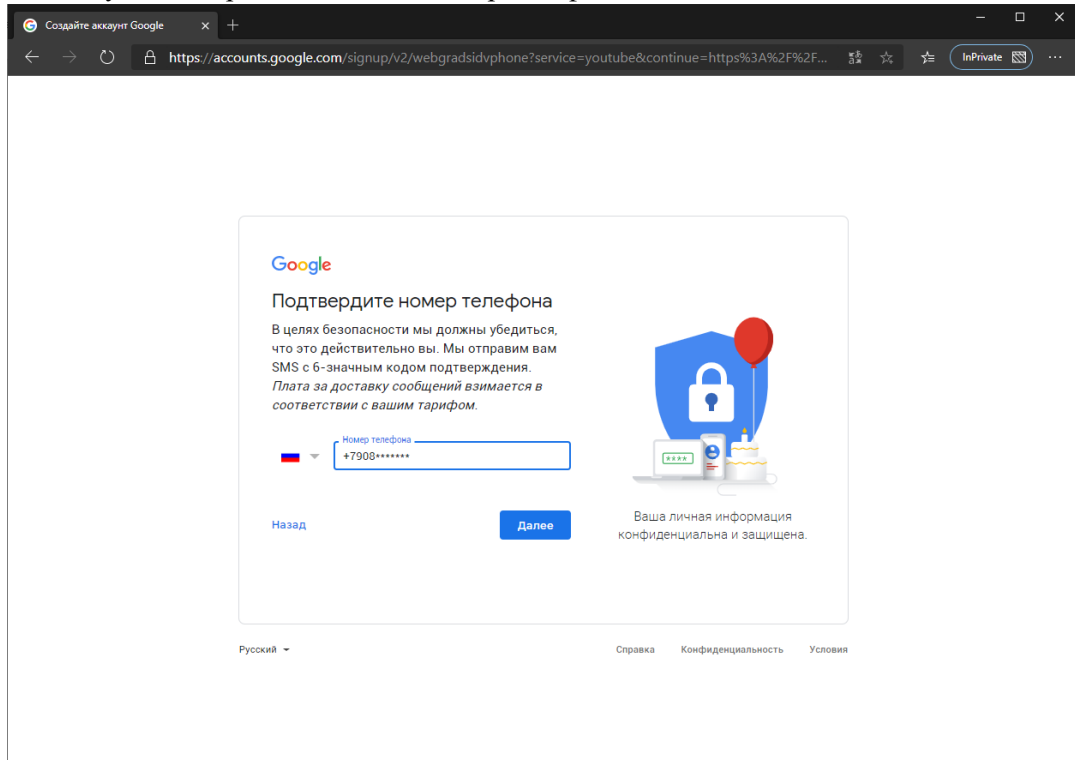 Создайте аккаунт Google
https://accounts.google.com/signup/v2/webgradsidvphone?service=youtube&continue=https%3A%2F%2F...
InPrivate
Google
Подтвердите номер телефона
В целях безопасности мы должны убедиться,
что это действительно вы. Мы отправим вам
SMS с 6-значным кодом подтверждения.
Плата за доставку сообщений взимается в
соответствии с вашим тарифом.
Номер телефона
+7908*******
Назад
Далее
****
Ваша личная информация
конфиденциальна и защищена.
Русский
Справка Конфиденциальность Условия